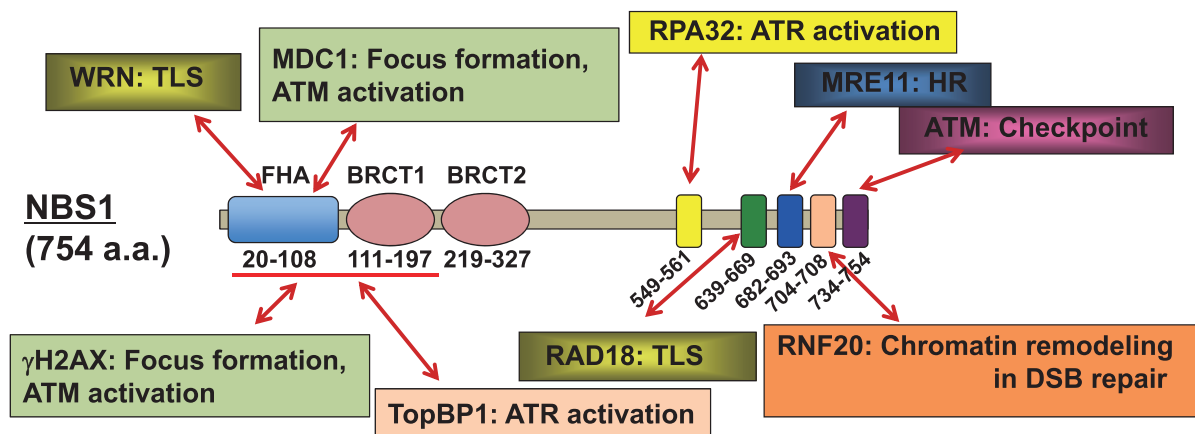 RPA32: ATR activation
MDC1: Focus formation,
ATM activation
WRN: TLS
MRE11: HR
ATM: Checkpoint
FHA
BRCT1
BRCT2
NBS1
(754 a.a.)
20-108
111-197
219-327
549-561
639-669
682-693
704-708
734-754
γH2AX: Focus formation,
ATM activation
TopBP1: ATR activation
RAD18: TLS
RNF20: Chromatin remodeling
in DSB repair